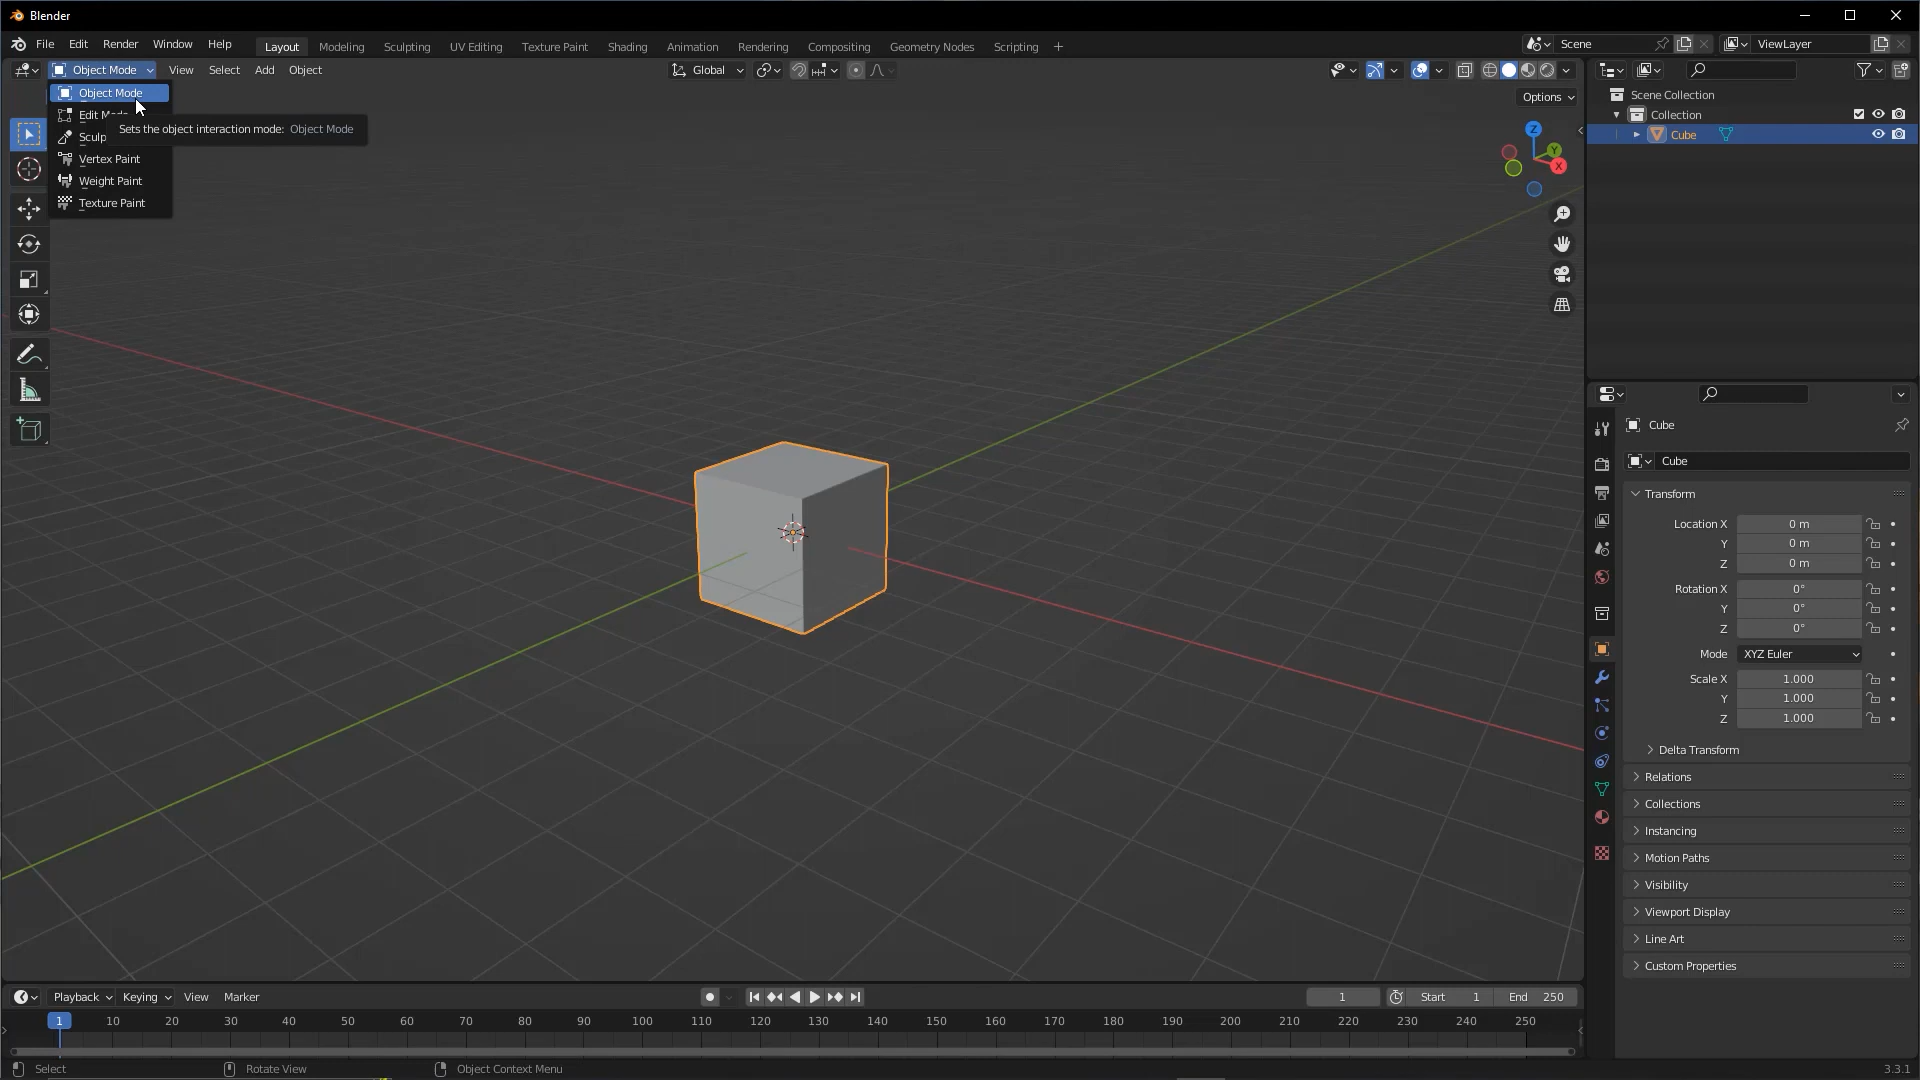 Blender
File Edit Render Window Help Layout Modeling Sculpting UV Editing Texture Paint Shading Animation Rendering Compositing Geometry Nodes Scripting + Scene ViewLayer
Object Mode View Select Add Object Global
Object Mode
Options
Edit Mode
Sculp
Sets the object interaction mode: Object Mode
Vertex Paint
Weight Paint
Texture Paint
Z
Y
X
Scene Collection
Collection
Cube
Cube
Cube
Transform
Location X 0 m
Y 0 m
Z 0 m
Rotation X 0°
Y 0°
Z 0°
Mode XYZ Euler
Scale X 1.000
Y 1.000
Z 1.000
Delta Transform
Relations
Collections
Instancing
Motion Paths
Visibility
Viewport Display
Line Art
Custom Properties
Playback Keying View Marker 1 Start 1 End 250
1 10 20 30 40 50 60 70 80 90 100 110 120 130 140 150 160 170 180 190 200 210 220 230 240 250
Select Rotate View Object Context Menu 3.3.1